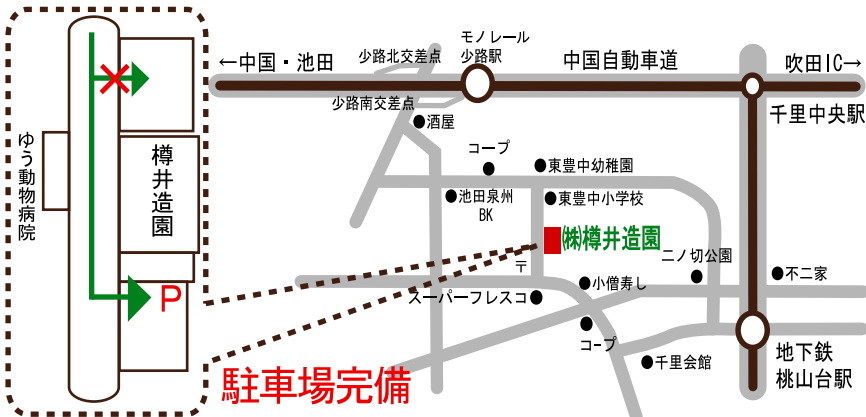 ゆう動物病院
樽井造園
P
←中国・池田
少路北交差点
モノレール
少路駅
中国自動車道
吹田IC→
少路南交差点
千里中央駅
酒屋
コープ
東豊中幼稚園
池田泉州
BK
東豊中小学校
㈱樽井造園
二ノ切公園
〒
小僧寿し
不二家
スーパーフレスコ
コープ
千里会館
地下鉄
桃山台駅
駐車場完備